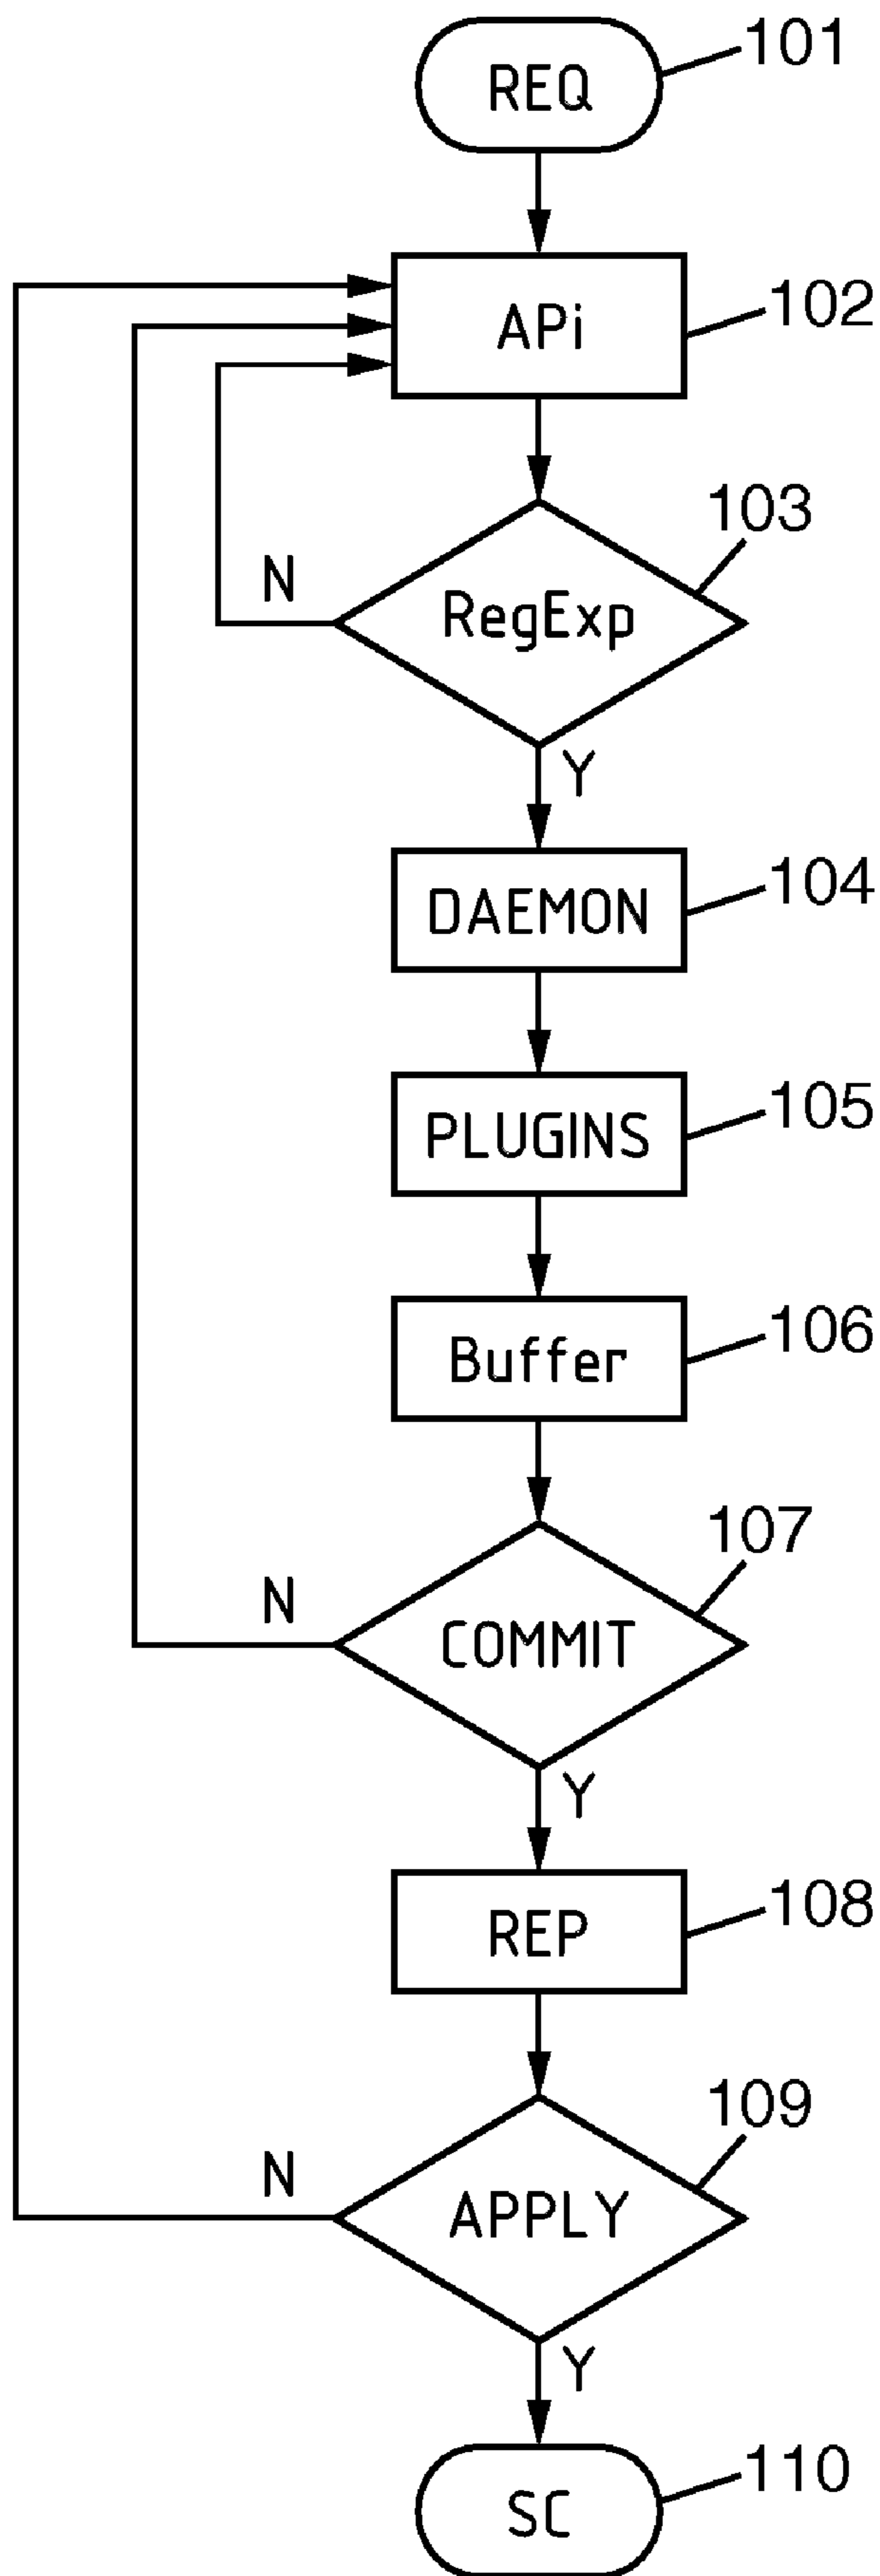 REQ 101
APi 102
103
N RegExp
Y
DAEMON 104
PLUGINS 105
Buffer 106
107
N COMMIT
Y
REP 108
109
N APPLY
Y
SC 110